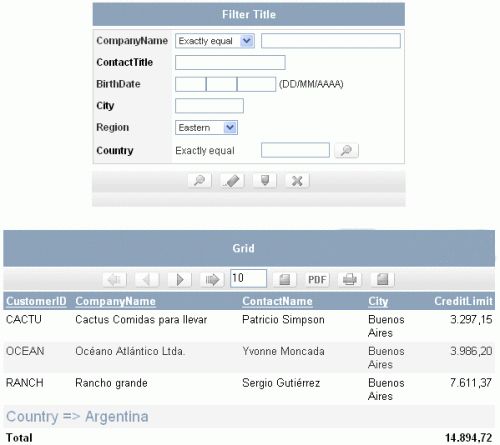 Filter Title
CompanyName Exactly equal
ContactTitle
BirthDate (DD/MM/AAAA)
City
Region Eastern
Country Exactly equal
Grid
10 PDF
CustomerID CompanyName ContactName City CreditLimit
CACTU Cactus Comidas para llevar Patricio Simpson Buenos Aires 3.297,15
OCEAN Océano Atlántico Ltda. Yvonne Moncada Buenos Aires 3.986,20
RANCH Rancho grande Sergio Gutiérrez Buenos Aires 7.611,37
Country => Argentina
Total 14.894,72